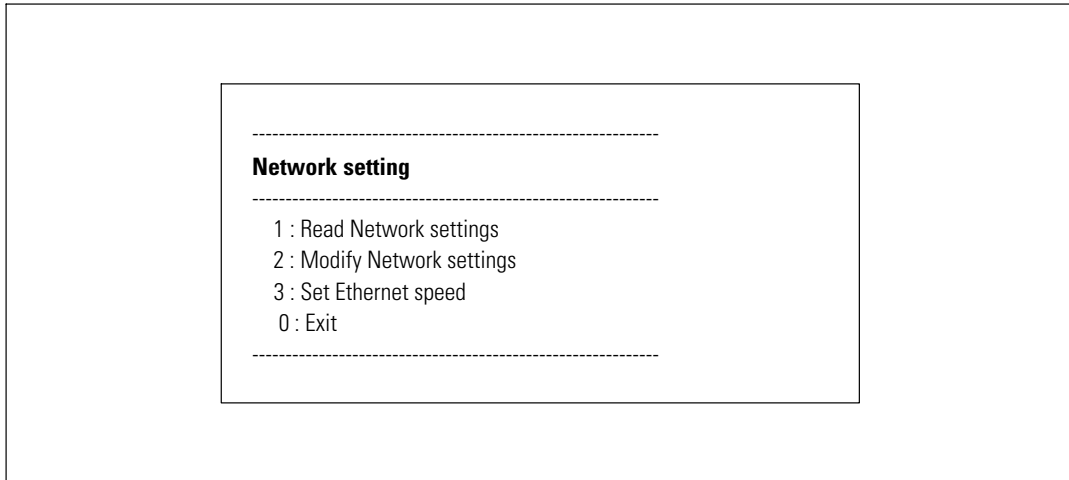 ------------------------------------------------------------
Network setting
------------------------------------------------------------
1 : Read Network settings
2 : Modify Network settings
3 : Set Ethernet speed
0 : Exit
------------------------------------------------------------